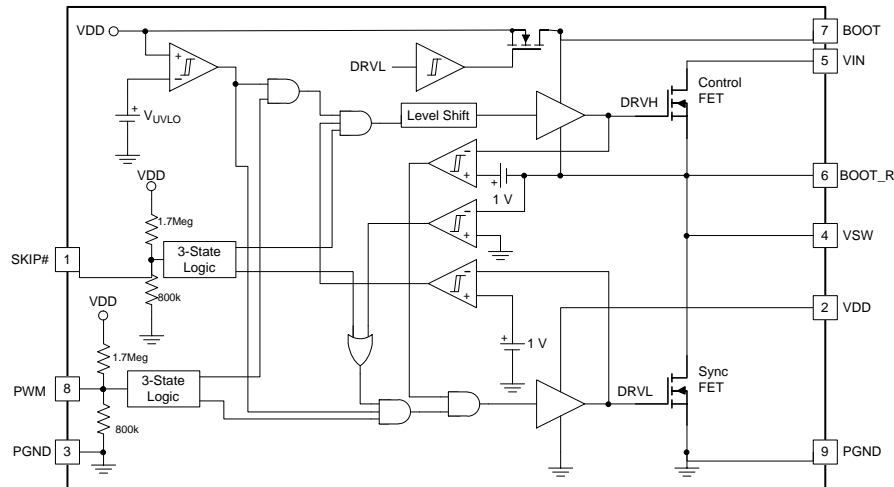 VDD
7 BOOT
5 VIN
DRVL
Control
FET
DRVH
+
−
VUVLO
Level Shift
−
+
+
1 V
6 BOOT_R
VDD
1.7Meg
−
+
4 VSW
SKIP# 1
3-State
Logic
800k
−
+
VDD
2 VDD
1.7Meg
+
1 V
PWM 8
3-State
Logic
DRVL
Sync
FET
800k
PGND 3
9 PGND